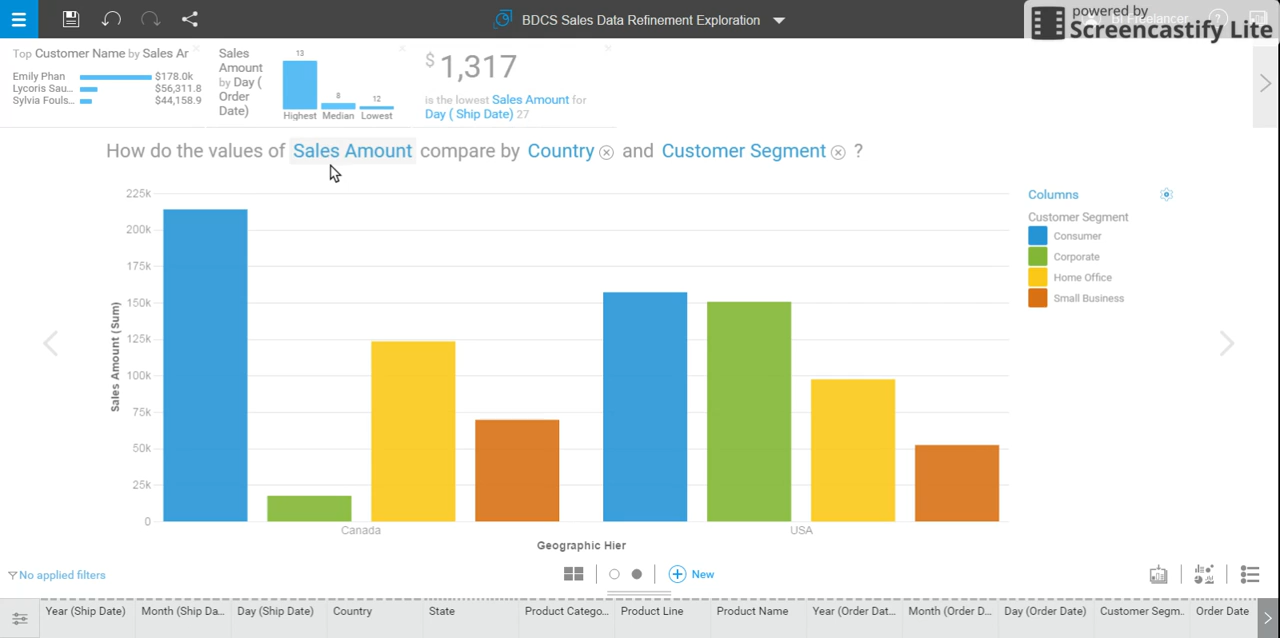 BDCS Sales Data Refinement Exploration
powered by
Screencastify Lite
Top Customer Name by Sales Ar
Emily Phan $178.0k
Lycoris Sau... $56,311.8
Sylvia Fouls... $44,158.9
Sales
Amount
by Day (
Order
Date)
13
8
12
Highest Median Lowest
$ 1,317
is the lowest Sales Amount for
Day ( Ship Date) 27
How do the values of Sales Amount compare by Country and Customer Segment ?
225k
200k
175k
150k
125k
100k
75k
50k
25k
0
Sales Amount (Sum)
Canada
USA
Geographic Hier
Columns
Customer Segment
Consumer
Corporate
Home Office
Small Business
No applied filters
New
Year (Ship Date) Month (Ship Da... Day (Ship Date) Country State Product Catego... Product Line Product Name Year (Order Dat... Month (Order D... Day (Order Date) Customer Segm.. Order Date